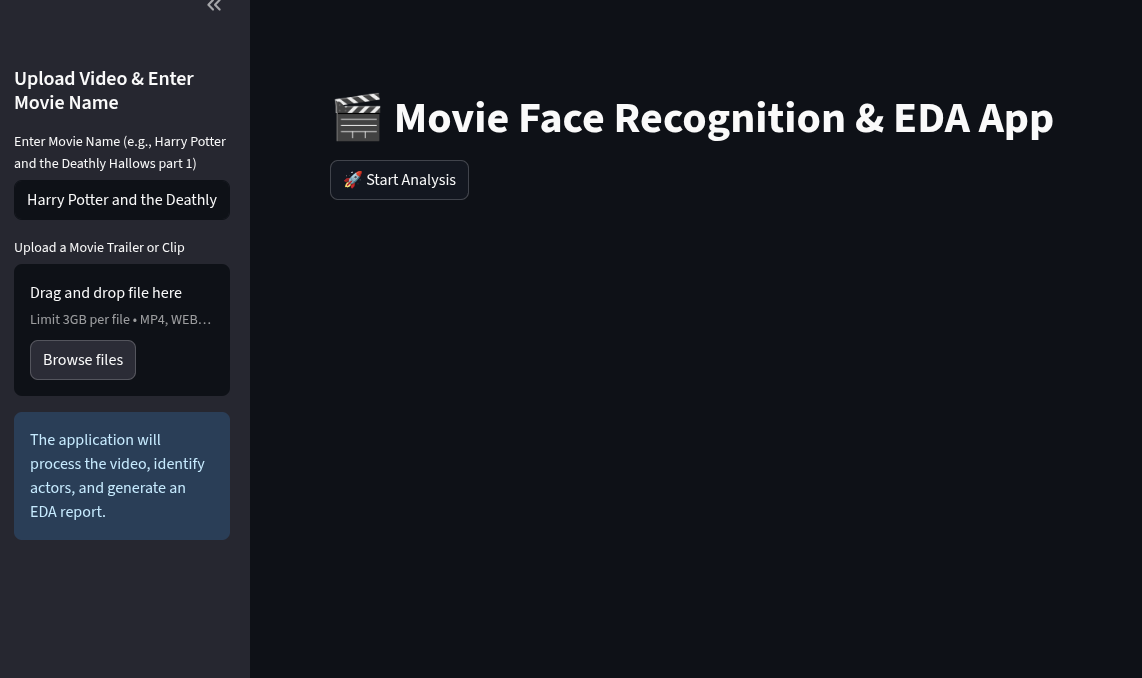 Upload Video & Enter
Movie Name
Enter Movie Name (e.g., Harry Potter
and the Deathly Hallows part 1)
Harry Potter and the Deathly
Upload a Movie Trailer or Clip
Drag and drop file here
Limit 3GB per file • MP4, WEB…
Browse files
The application will
process the video, identify
actors, and generate an
EDA report.
🎬 Movie Face Recognition & EDA App
🚀 Start Analysis